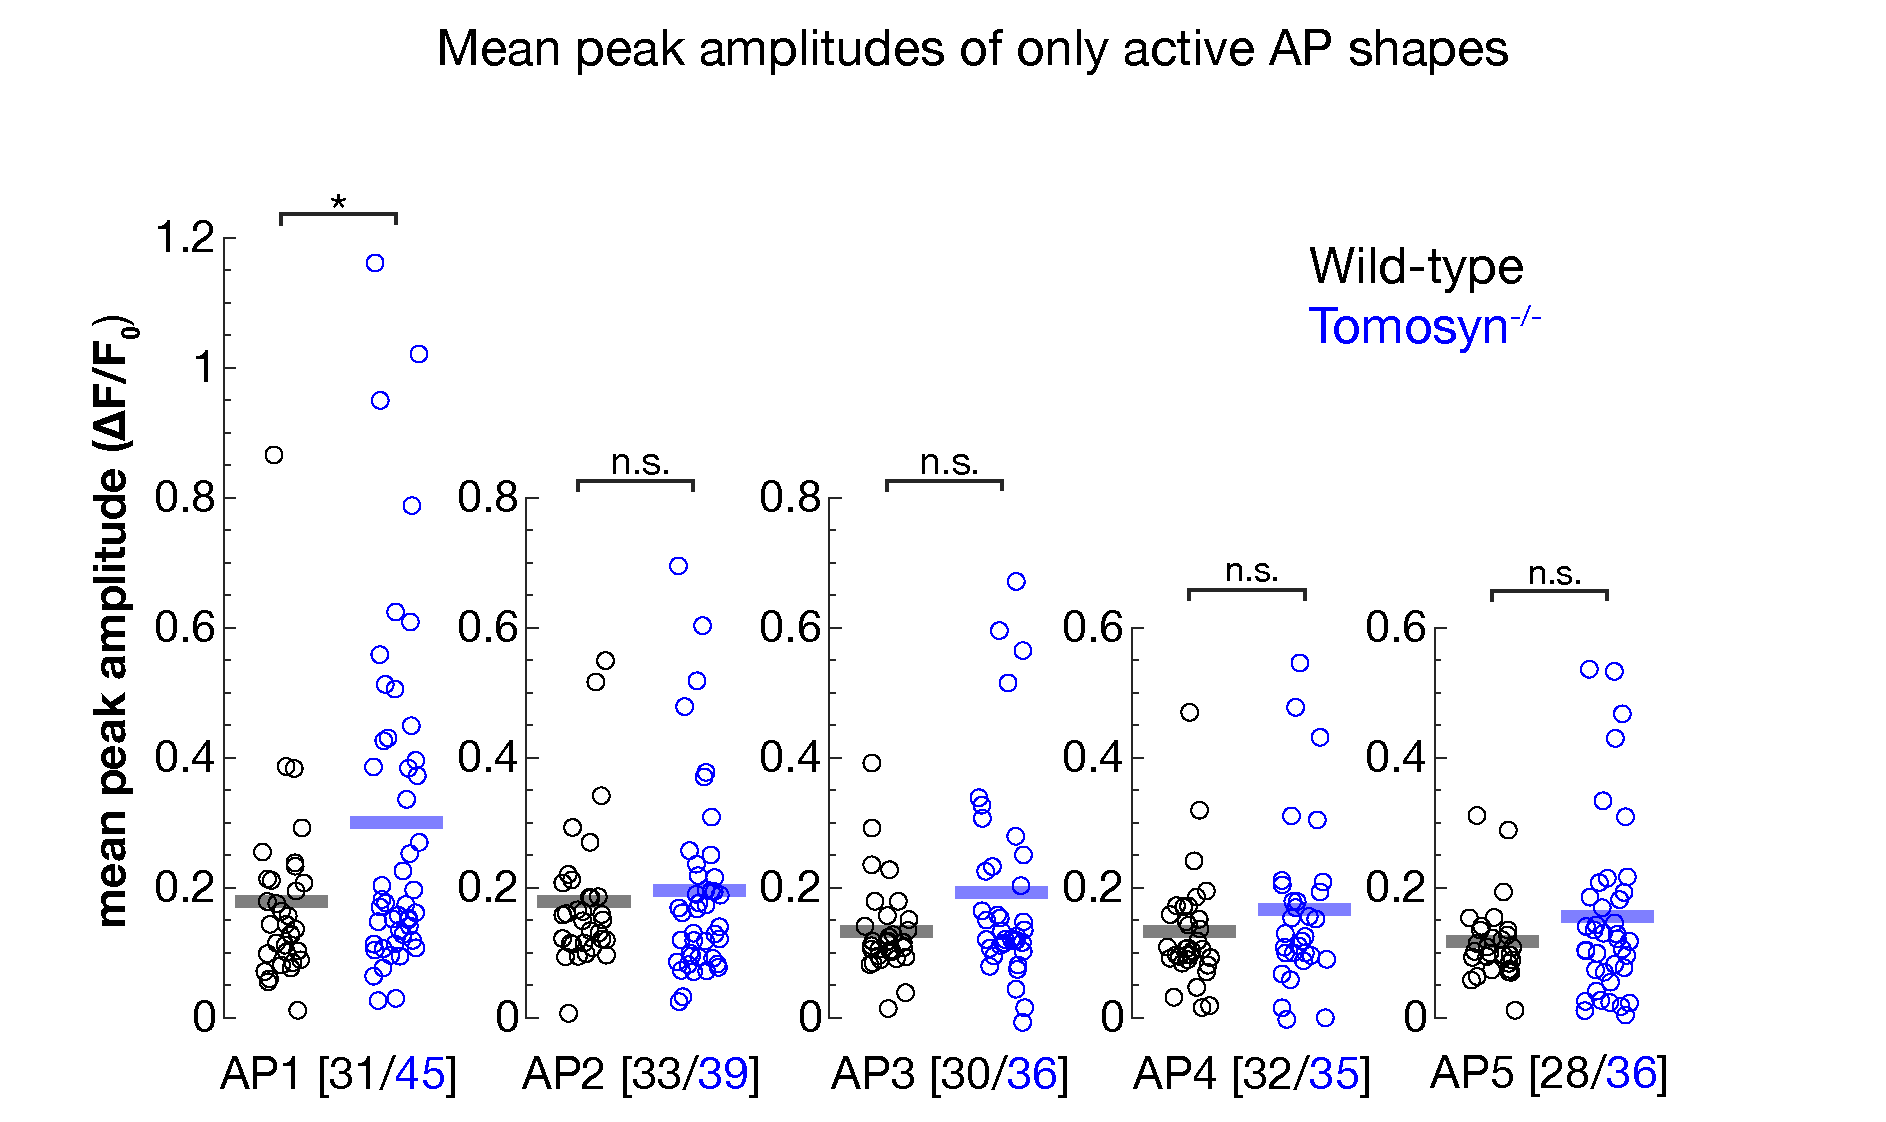 Mean peak amplitudes of only active AP shapes
Wild-type
Tomosyn-/-
mean peak amplitude (ΔF/F0)
*
1.2
1
0.8
0.6
0.4
0.2
0
AP1 [31/45]
n.s.
0.8
0.6
0.4
0.2
0
AP2 [33/39]
n.s.
0.8
0.6
0.4
0.2
0
AP3 [30/36]
n.s.
0.6
0.4
0.2
0
AP4 [32/35]
n.s.
0.6
0.4
0.2
0
AP5 [28/36]